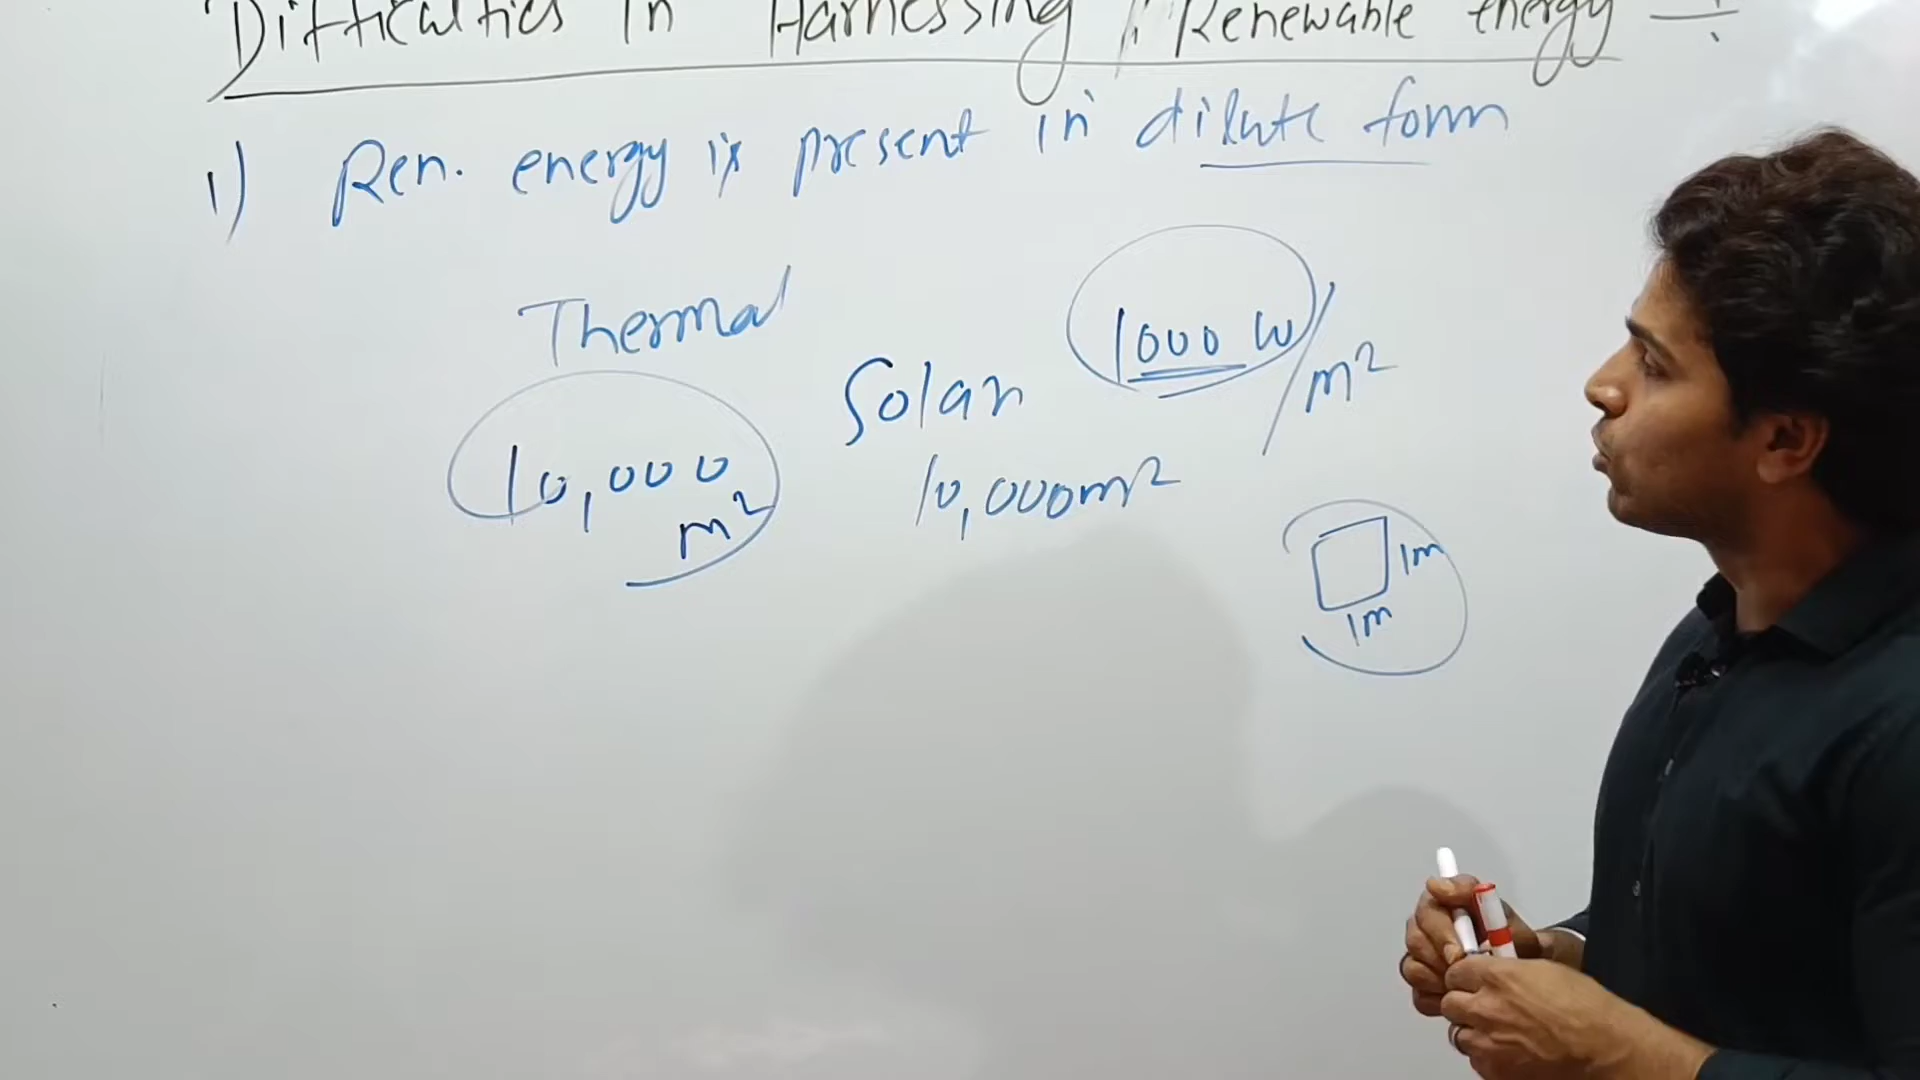 Difficulties in Harnessing Renewable energy :-
1) Ren. energy is present in dilute form
Thermal
1000 W/m²
Solar
10,000 m²
10,000m²
1m
1m